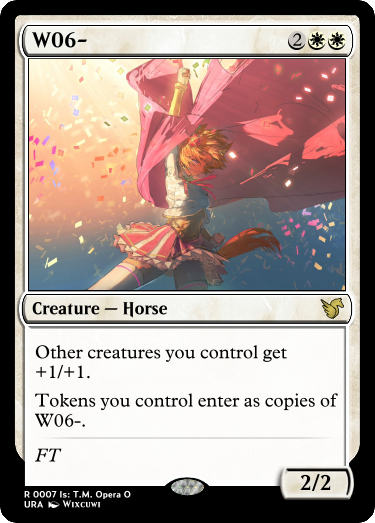 W06-
2
Creature — Horse
Other creatures you control get
+1/+1.
Tokens you control enter as copies of
W06-.
FT
2/2
R 0007 Is: T.M. Opera O
URA Wixcuwi